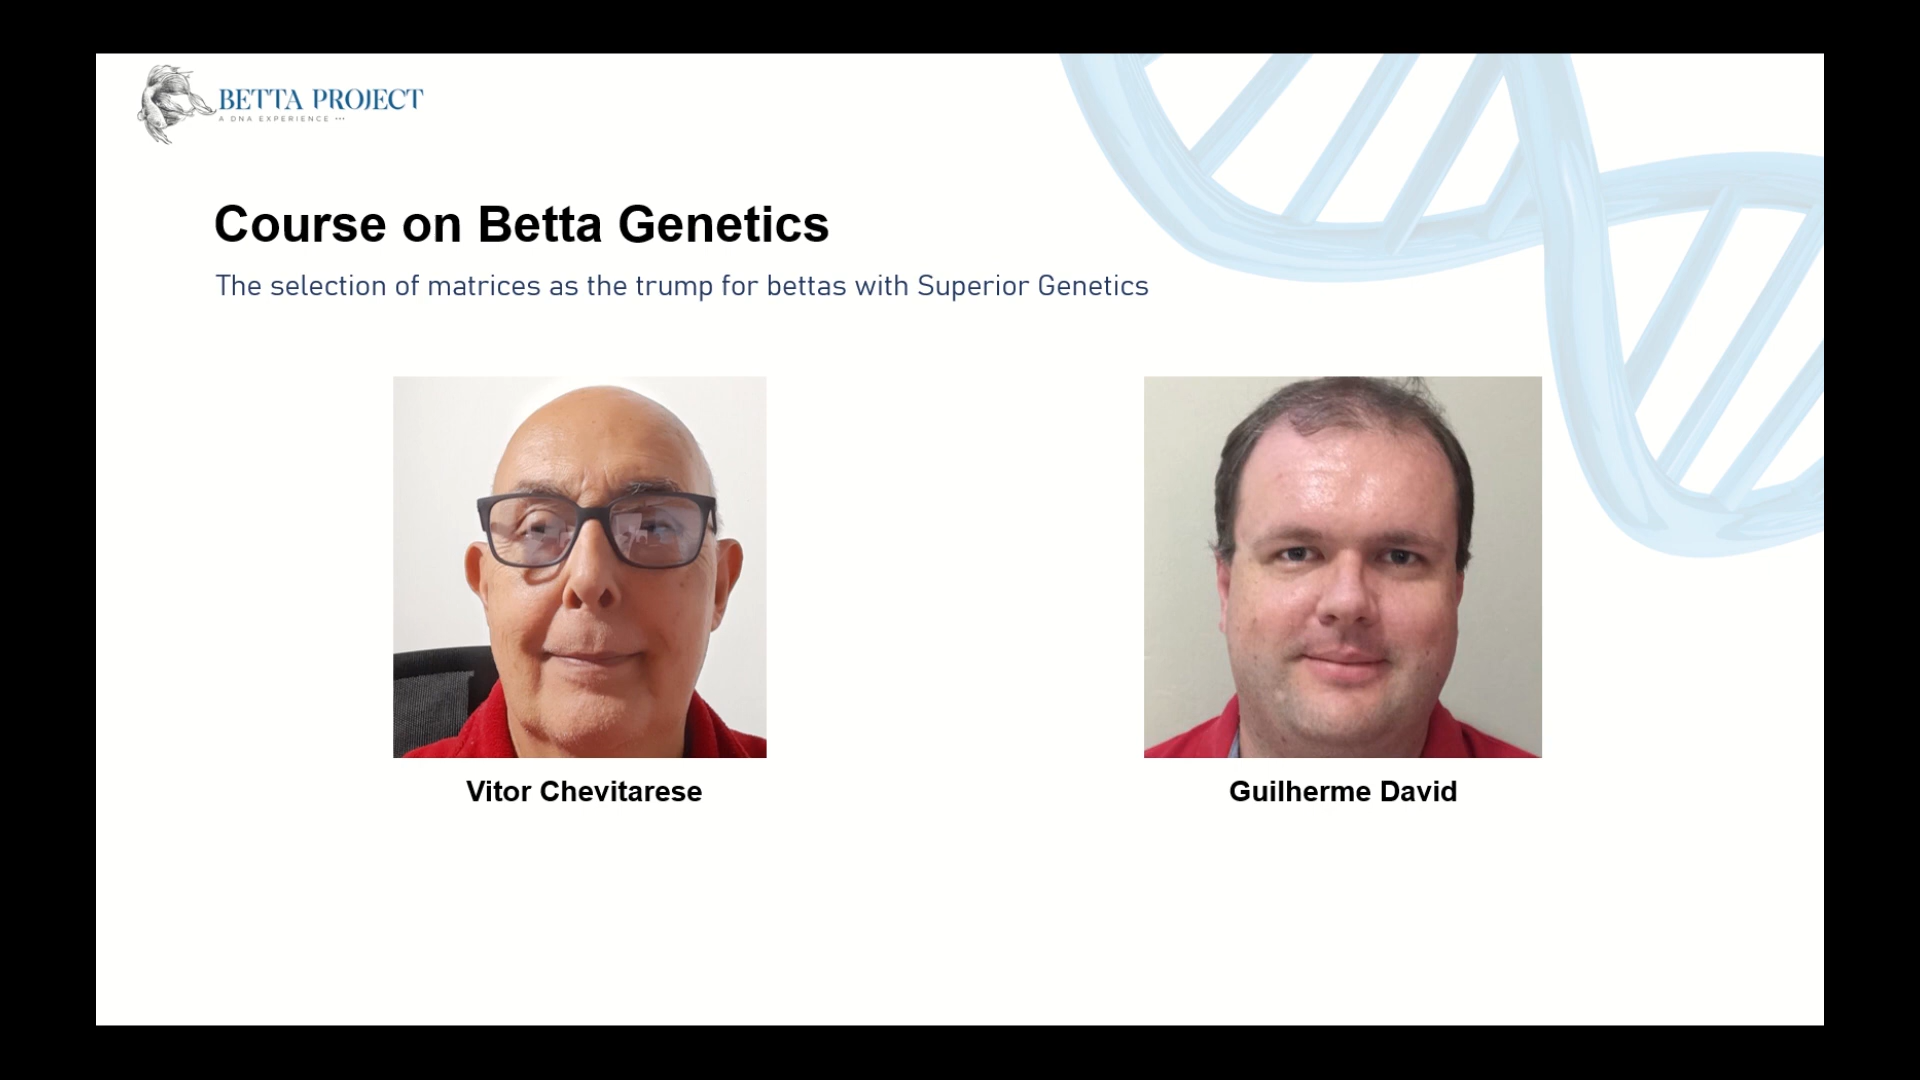 BETTA PROJECT
A DNA EXPERIENCE •••
Course on Betta Genetics
The selection of matrices as the trump for bettas with Superior Genetics
Vitor Chevitarese
Guilherme David